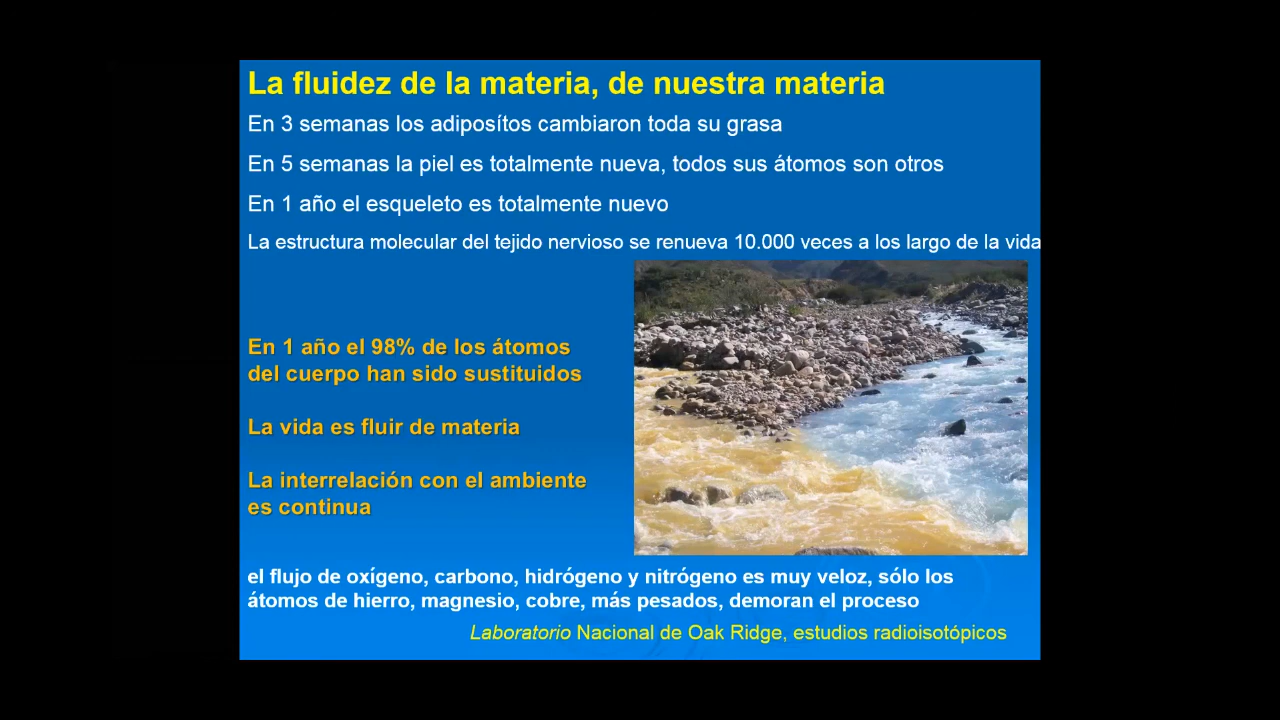 La fluidez de la materia, de nuestra materia
En 3 semanas los adiposítos cambiaron toda su grasa
En 5 semanas la piel es totalmente nueva, todos sus átomos son otros
En 1 año el esqueleto es totalmente nuevo
La estructura molecular del tejido nervioso se renueva 10.000 veces a los largo de la vida
En 1 año el 98% de los átomos
del cuerpo han sido sustituidos
La vida es fluir de materia
La interrelación con el ambiente
es continua
el flujo de oxígeno, carbono, hidrógeno y nitrógeno es muy veloz, sólo los
átomos de hierro, magnesio, cobre, más pesados, demoran el proceso
Laboratorio Nacional de Oak Ridge, estudios radioisotópicos